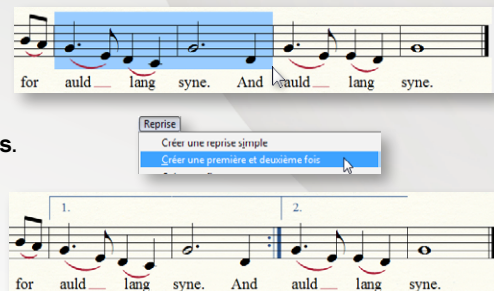 for auld lang syne. And auld lang syne.
s.
Reprise
Créer une reprise simple
Créer une première et deuxième fois
1. 2.
for auld lang syne. And auld lang syne.